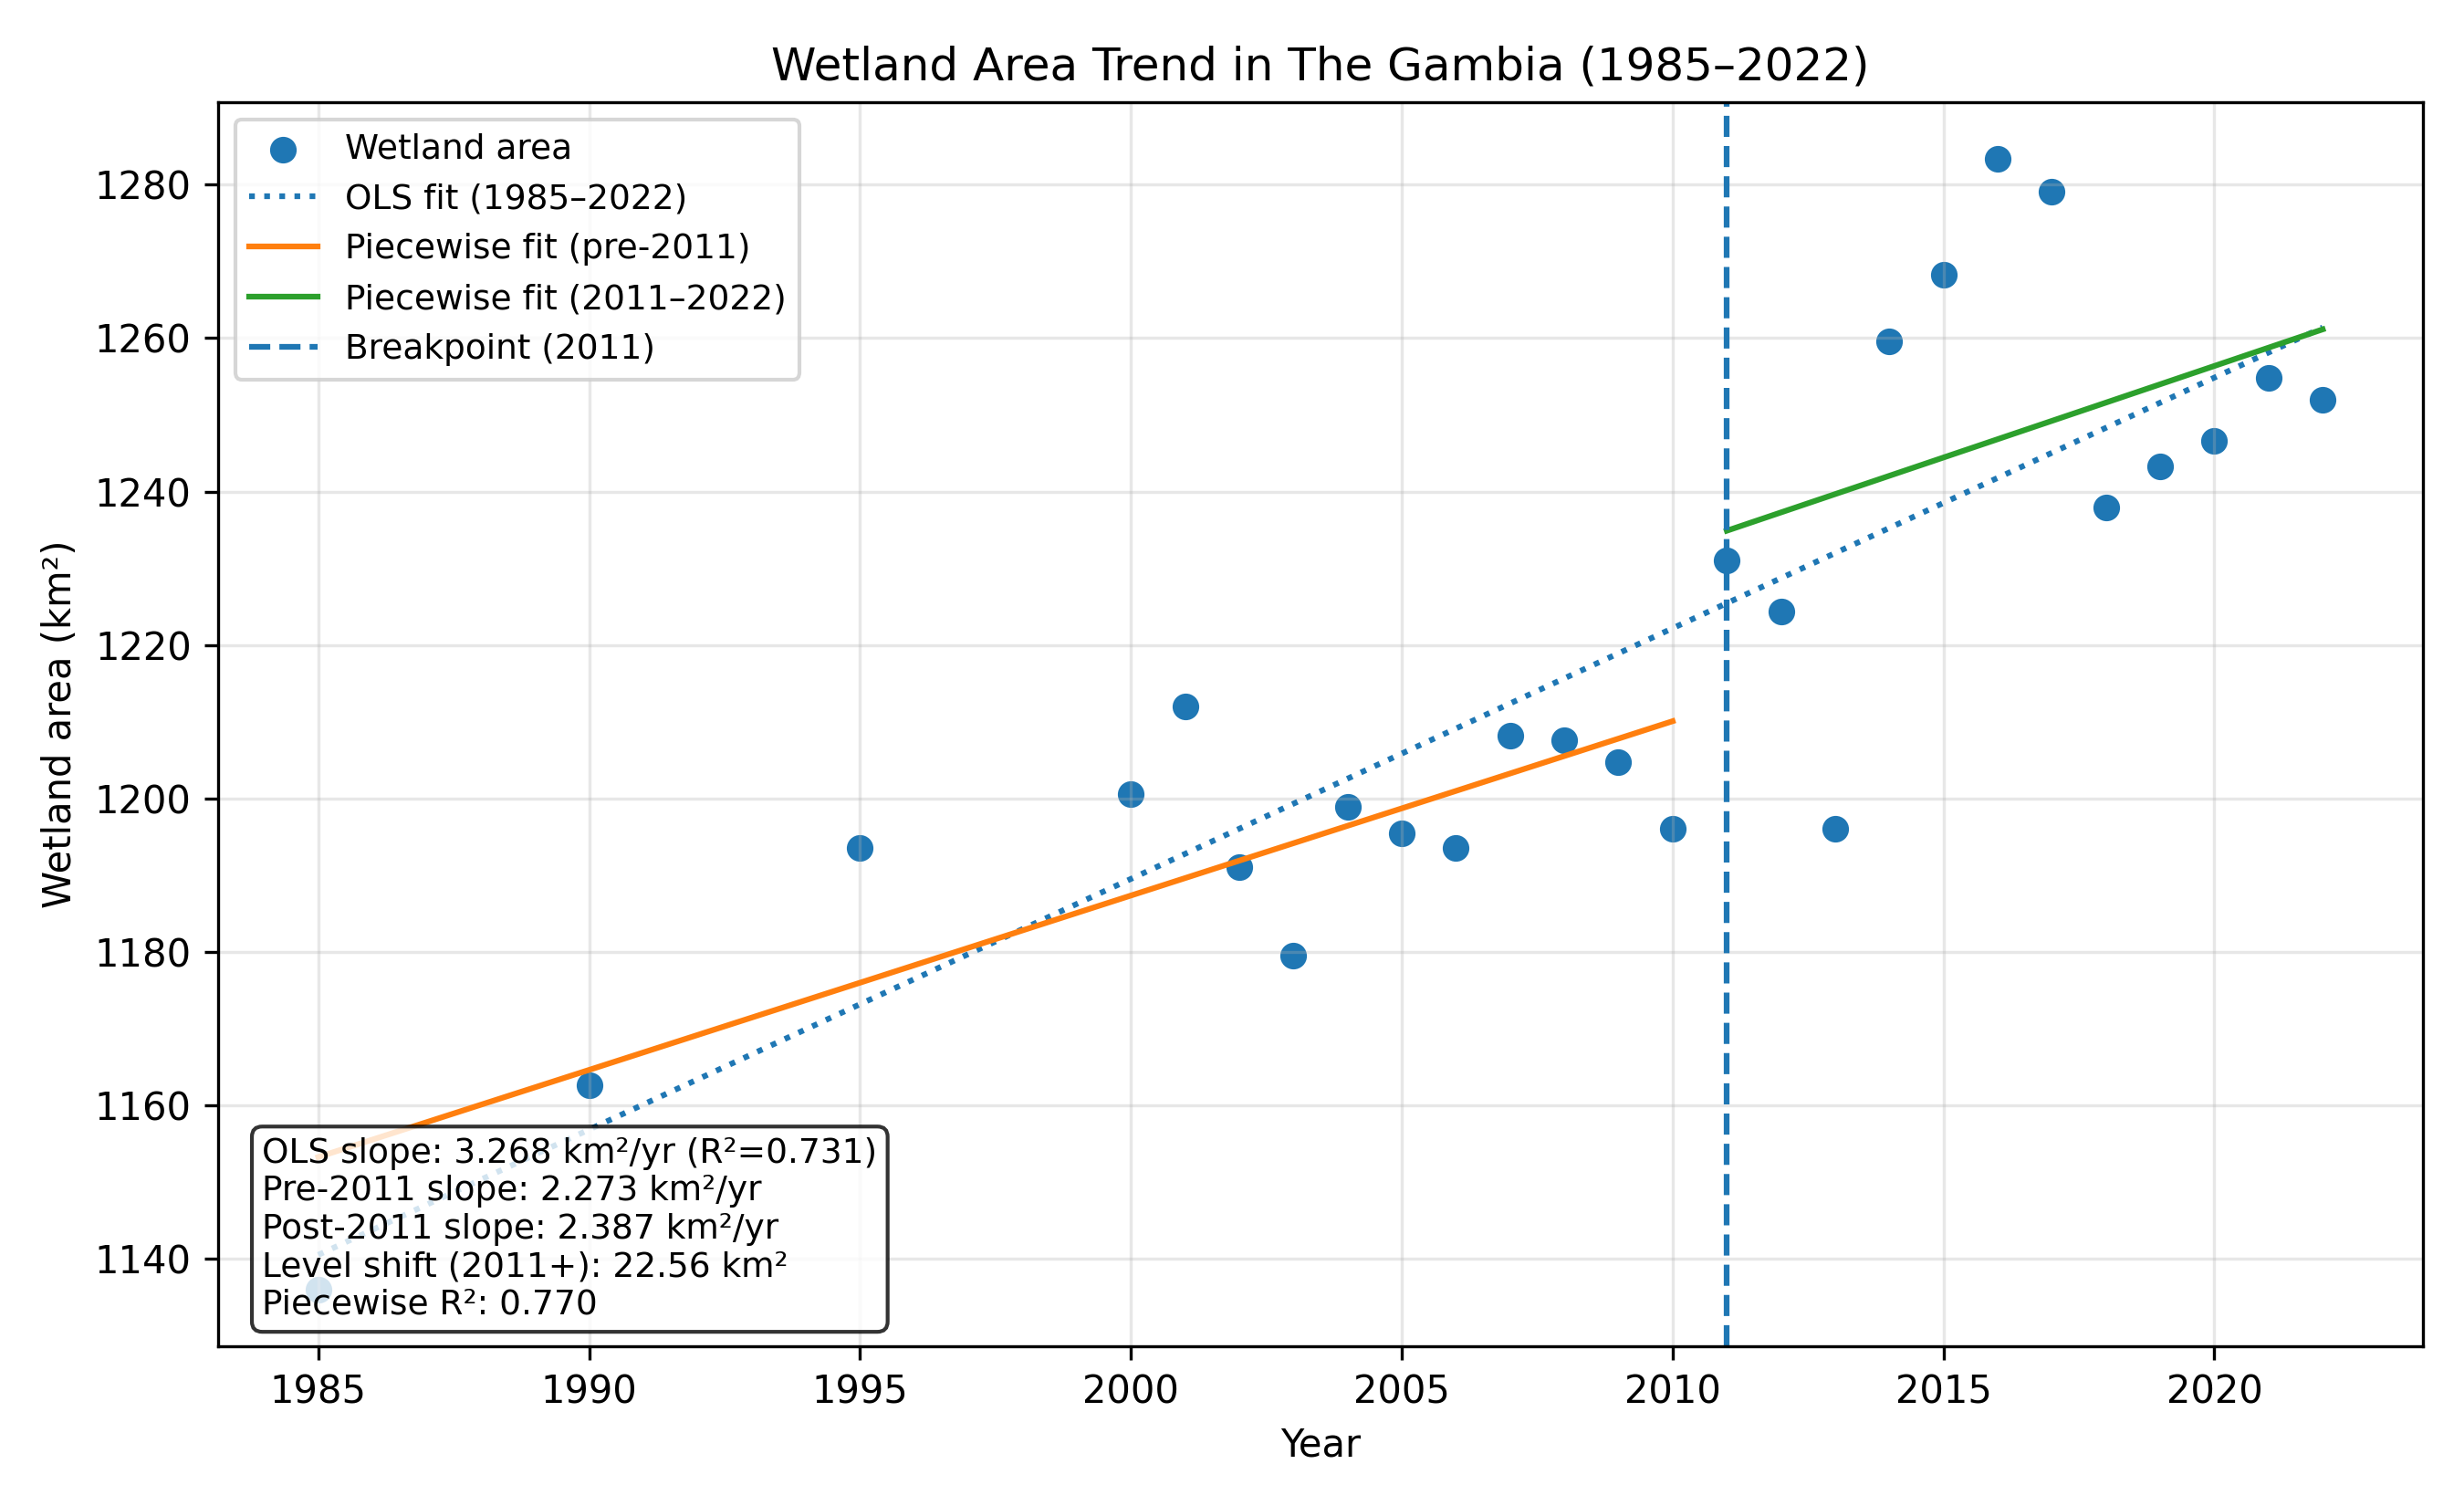 Wetland Area Trend in The Gambia (1985–2022)
Wetland area
OLS fit (1985–2022)
Piecewise fit (pre-2011)
Piecewise fit (2011–2022)
Breakpoint (2011)
Wetland area (km²)
1280
1260
1240
1220
1200
1180
1160
1140
OLS slope: 3.268 km²/yr (R²=0.731)
Pre-2011 slope: 2.273 km²/yr
Post-2011 slope: 2.387 km²/yr
Level shift (2011+): 22.56 km²
Piecewise R²: 0.770
1985 1990 1995 2000 2005 2010 2015 2020
Year